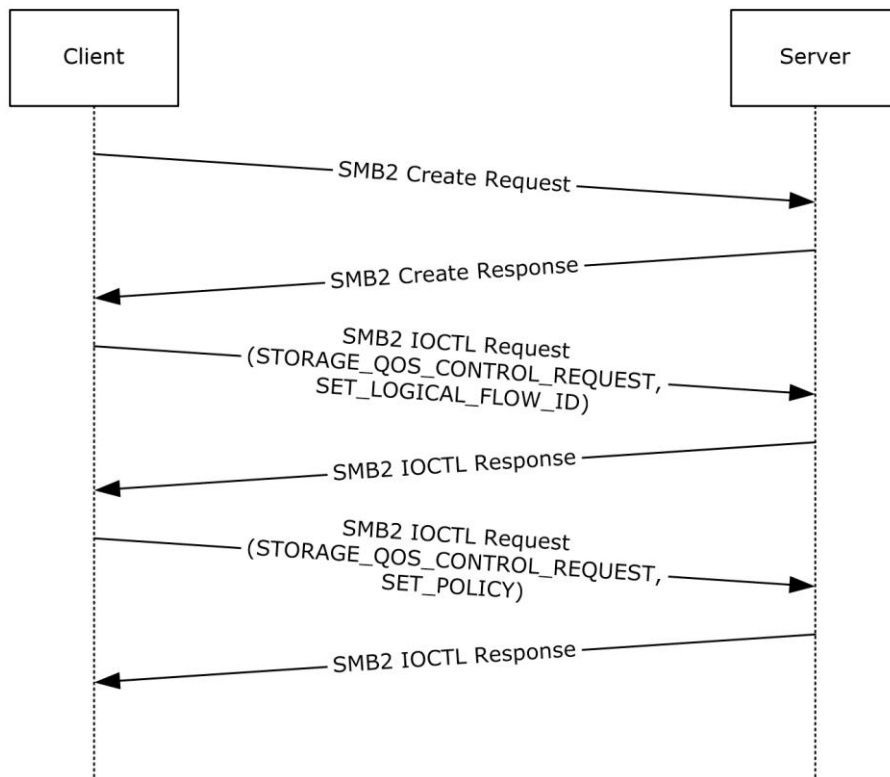 Client
Server
SMB2 Create Request
SMB2 Create Response
SMB2 IOCTL Request
(STORAGE_QOS_CONTROL_REQUEST,
SET_LOGICAL_FLOW_ID)
SMB2 IOCTL Response
SMB2 IOCTL Request
(STORAGE_QOS_CONTROL_REQUEST,
SET_POLICY)
SMB2 IOCTL Response